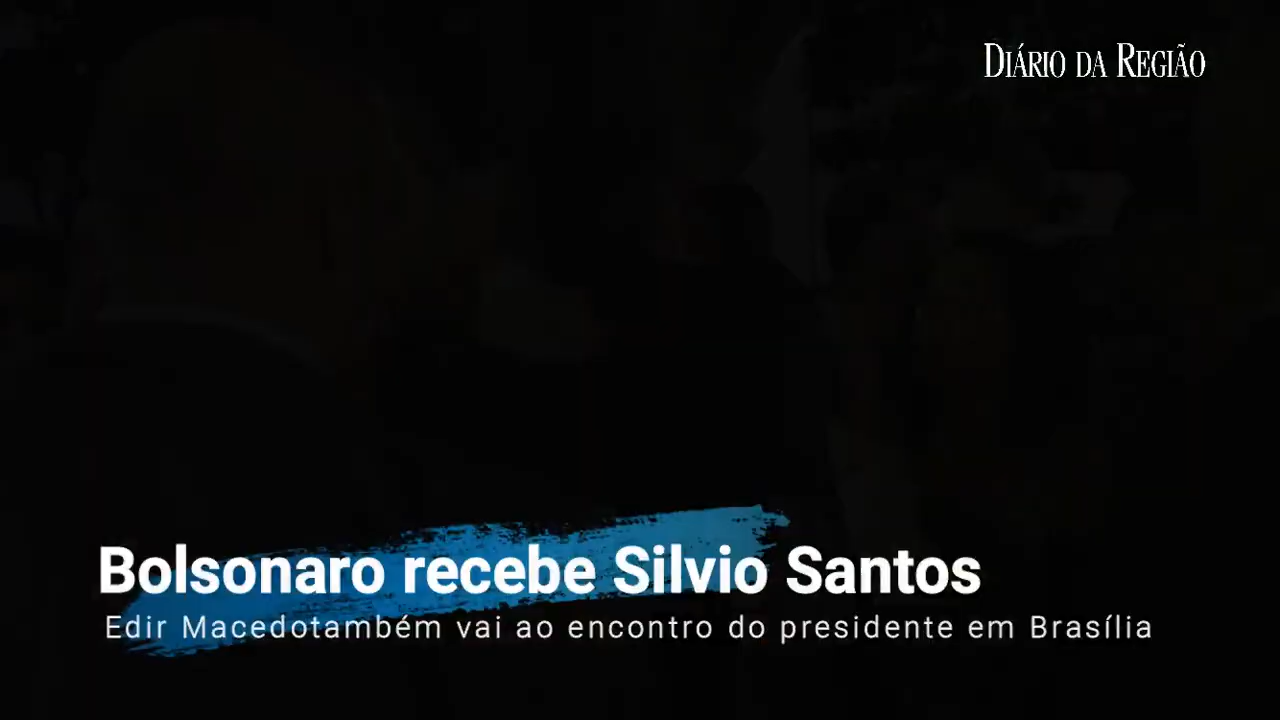 DIÁRIO DA REGIÃO
Bolsonaro recebe Silvio Santos
Edir Macedotambém vai ao encontro do presidente em Brasília